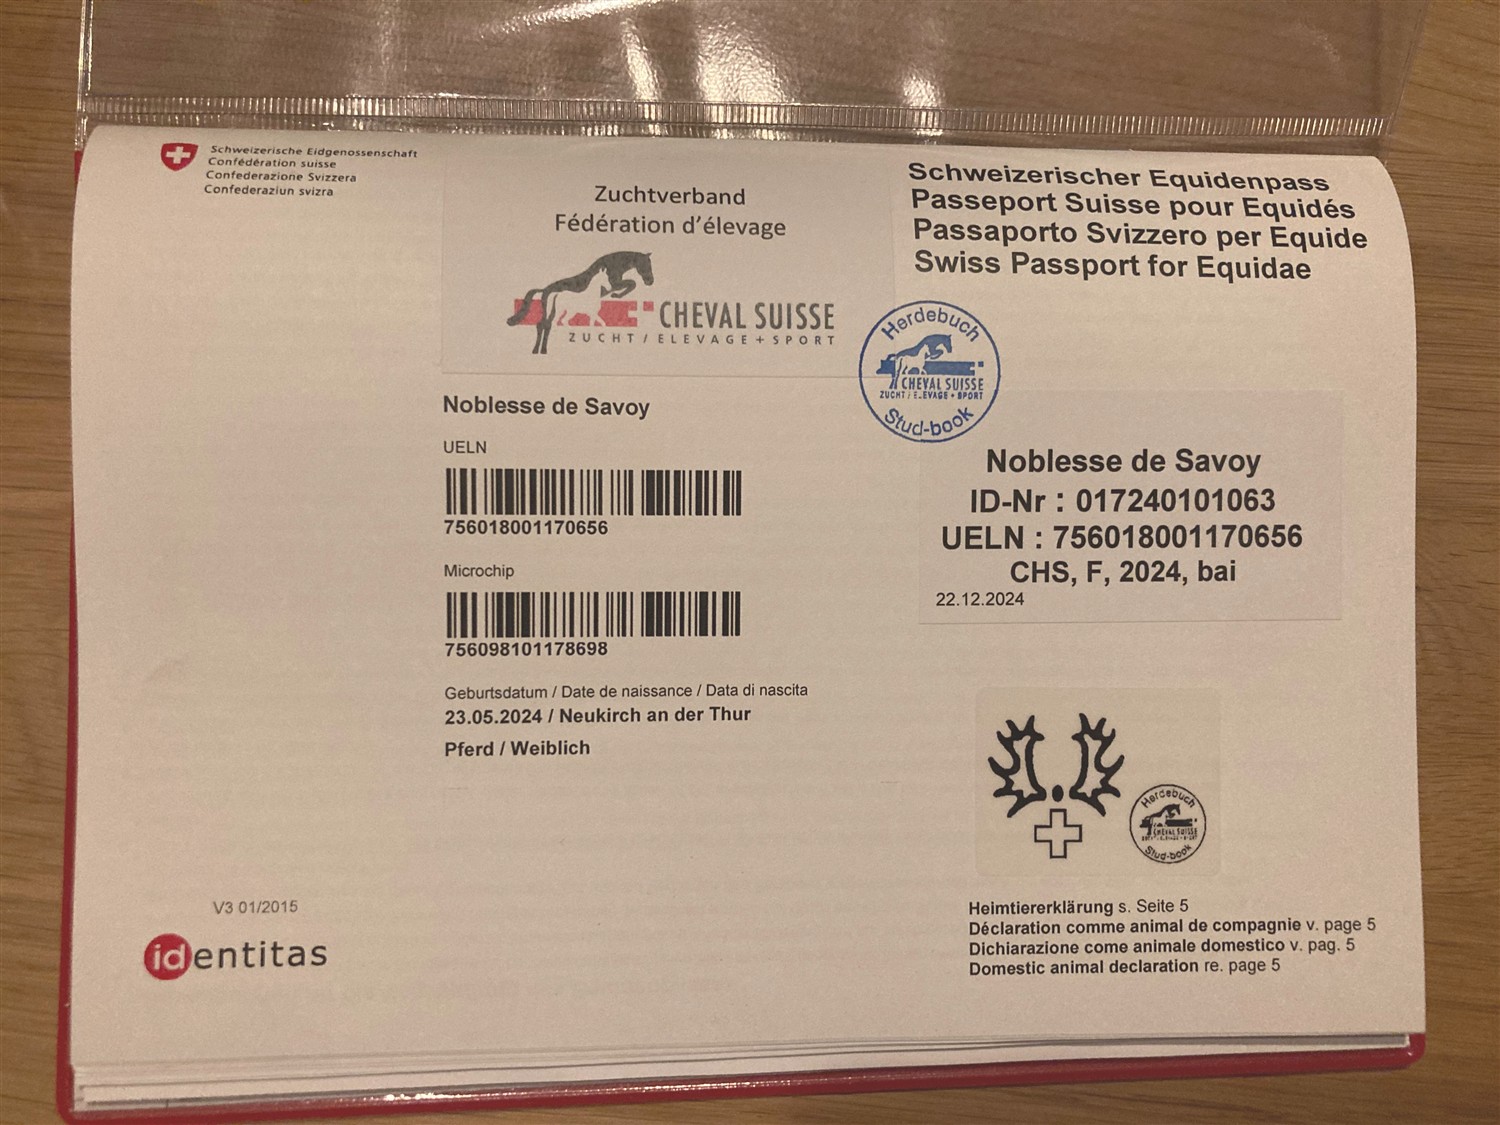 Schweizerische Eidgenossenschaft
Confédération suisse
Confederazione Svizzera
Confederaziun svizra
Zuchtverband
Fédération d'élevage
CHEVAL SUISSE
ZUCHT / ELEVAGE + SPORT
Schweizerischer Equidenpass
Passeport Suisse pour Equidés
Passaporto Svizzero per Equide
Swiss Passport for Equidae
Herdebuch
CHEVAL SUISSE
ZUCHT / ELEVAGE + SPORT
Stud-book
Noblesse de Savoy
UELN
756018001170656
Microchip
756098101178698
Geburtsdatum / Date de naissance / Data di nascita
23.05.2024 / Neukirch an der Thur
Pferd / Weiblich
Noblesse de Savoy
ID-Nr : 017240101063
UELN : 756018001170656
CHS, F, 2024, bai
22.12.2024
Herdebuch
CHEVAL SUISSE
Stud-book
V3 01/2015
identitas
Heimtiererklärung s. Seite 5
Déclaration comme animal de compagnie v. page 5
Dichiarazione come animale domestico v. pag. 5
Domestic animal declaration re. page 5